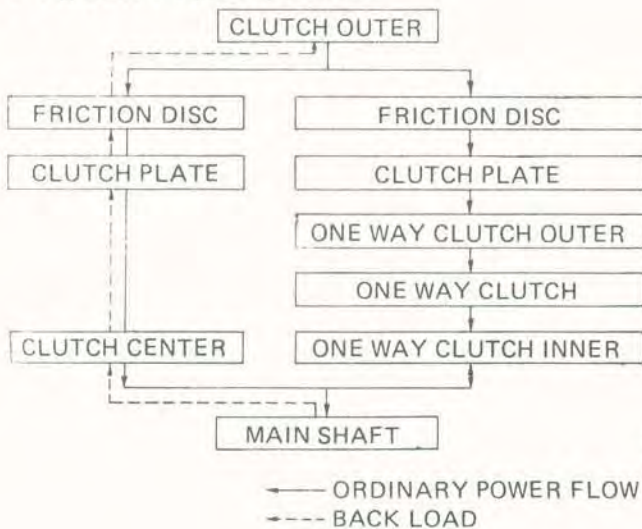 CLUTCH OUTER
FRICTION DISC
FRICTION DISC
CLUTCH PLATE
CLUTCH PLATE
ONE WAY CLUTCH OUTER
ONE WAY CLUTCH
CLUTCH CENTER
ONE WAY CLUTCH INNER
MAIN SHAFT
ORDINARY POWER FLOW
BACK LOAD